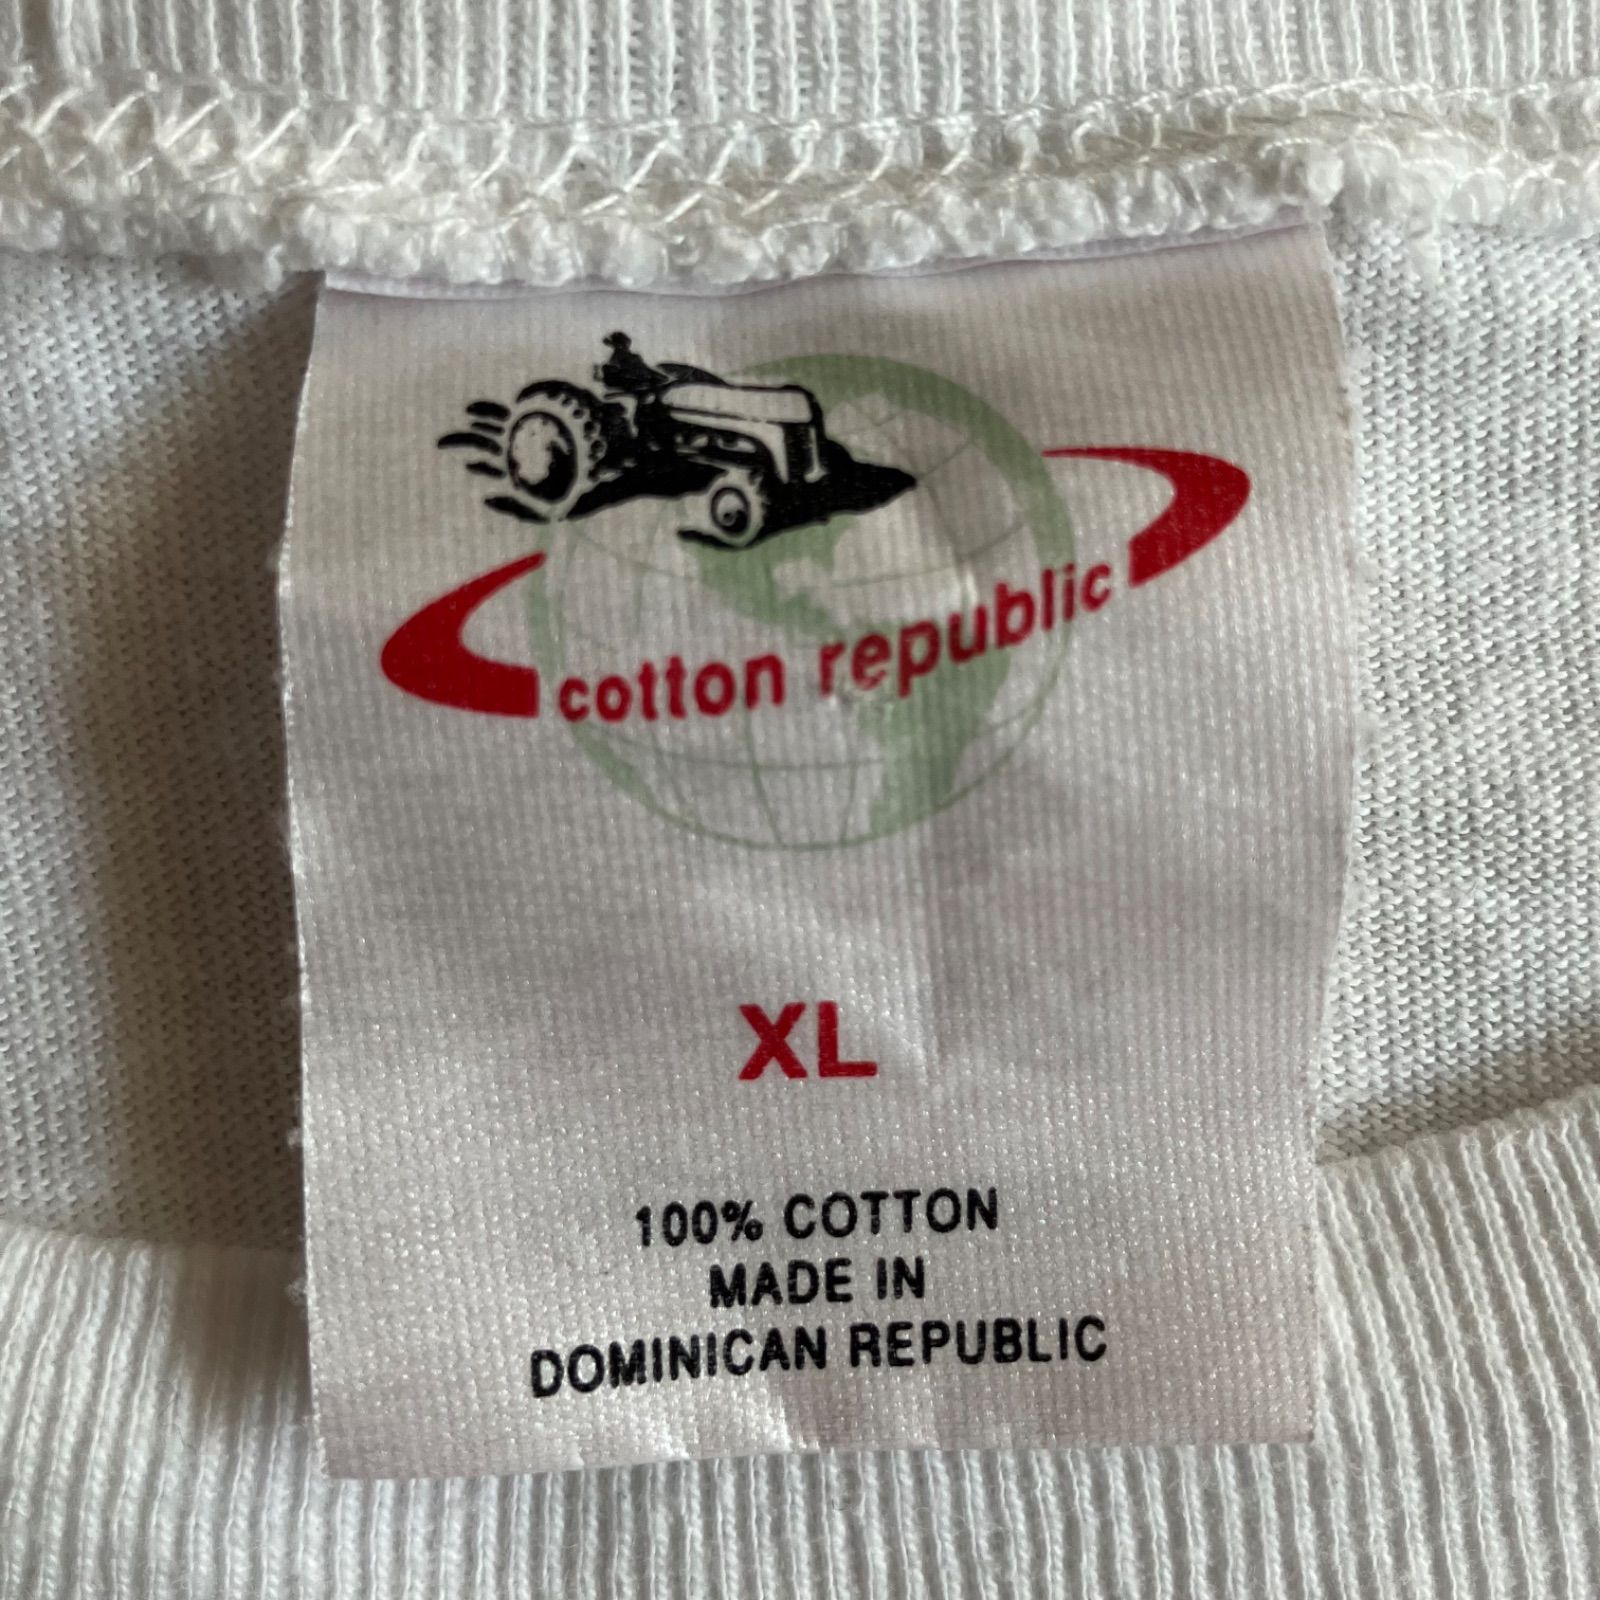 cotton republic
XL
100% COTTON
MADE IN
DOMINICAN REPUBLIC